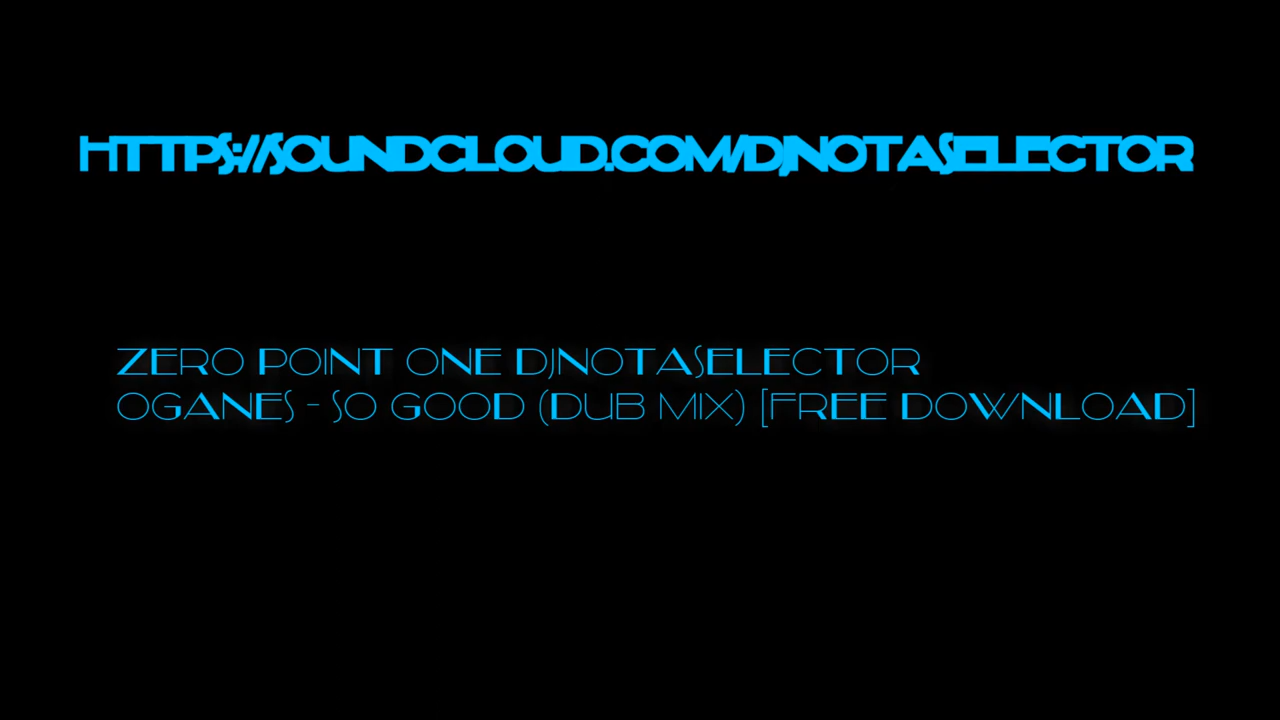 HTTPS://SOUNDCLOUD.COM/DJNOTASELECTOR
ZERO POINT ONE DJNOTASELECTOR
OGANES - SO GOOD (DUB MIX) [FREE DOWNLOAD]